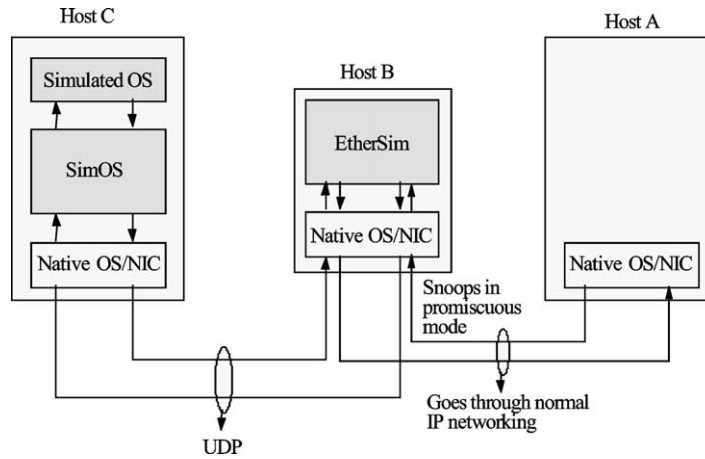 Host C
Host A
Host B
Simulated OS
EtherSim
SimOS
Native OS/NIC
Native OS/NIC
Native OS/NIC
Snoops in
promiscuous
mode
Goes through normal
IP networking
UDP